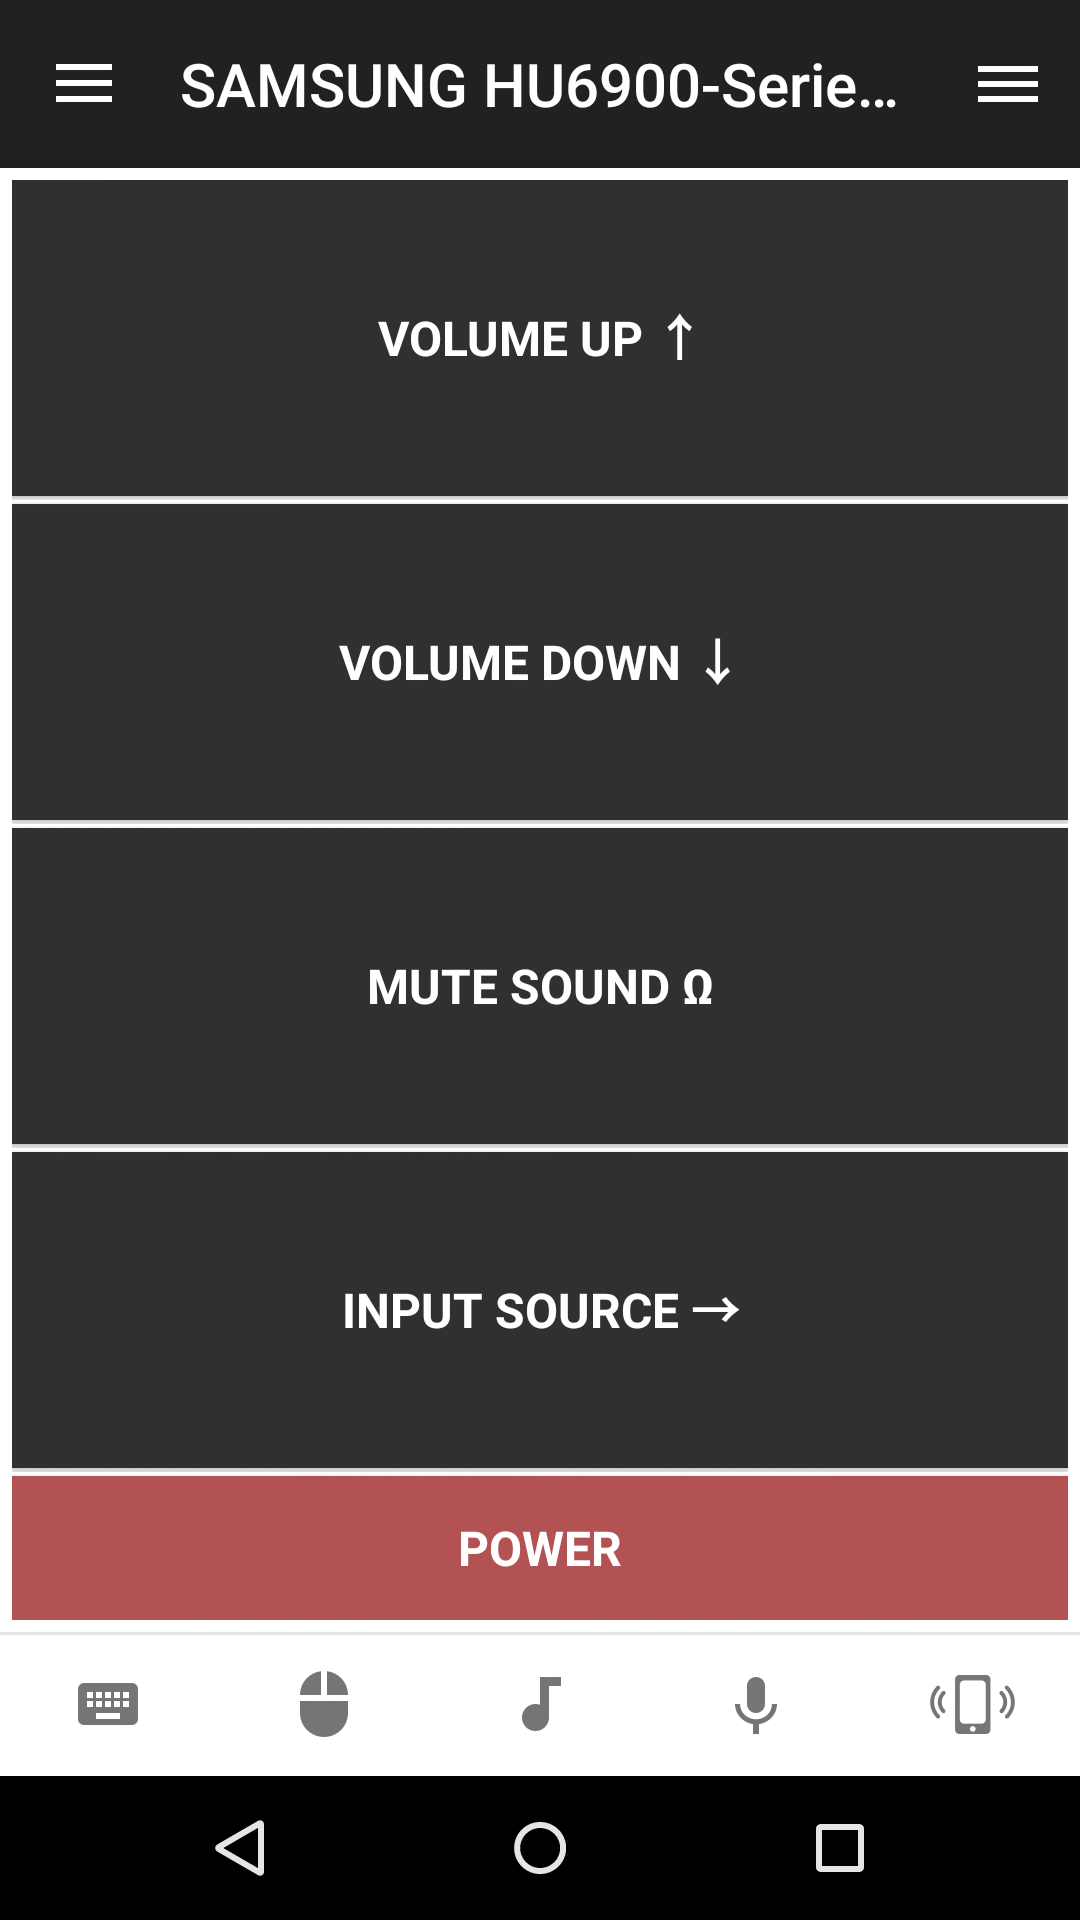 SAMSUNG HU6900-Serie...
VOLUME UP ↑
VOLUME DOWN ↓
MUTE SOUND Ω
INPUT SOURCE →
POWER